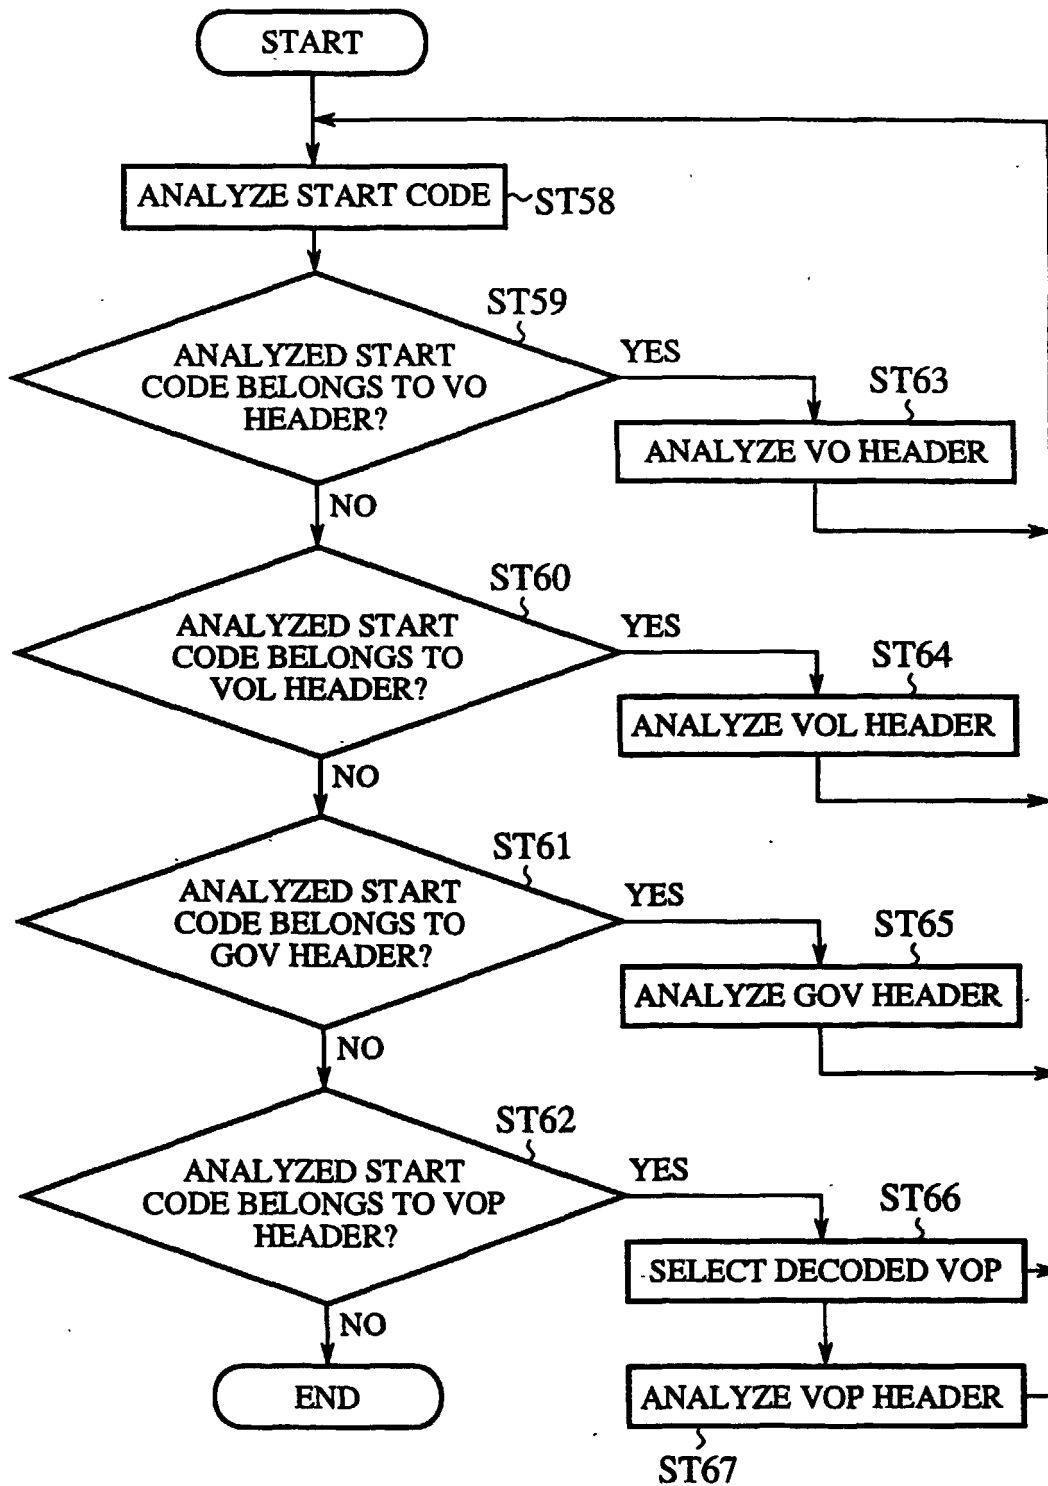 START
ANALYZE START CODE
ST58
ST59
ANALYZED START
CODE BELONGS TO VO
HEADER?
YES
ST63
ANALYZE VO HEADER
NO
ST60
ANALYZED START
CODE BELONGS TO
VOL HEADER?
YES
ST64
ANALYZE VOL HEADER
NO
ST61
ANALYZED START
CODE BELONGS TO
GOV HEADER?
YES
ST65
ANALYZE GOV HEADER
NO
ST62
ANALYZED START
CODE BELONGS TO VOP
HEADER?
YES
ST66
SELECT DECODED VOP
NO
END
ANALYZE VOP HEADER
ST67